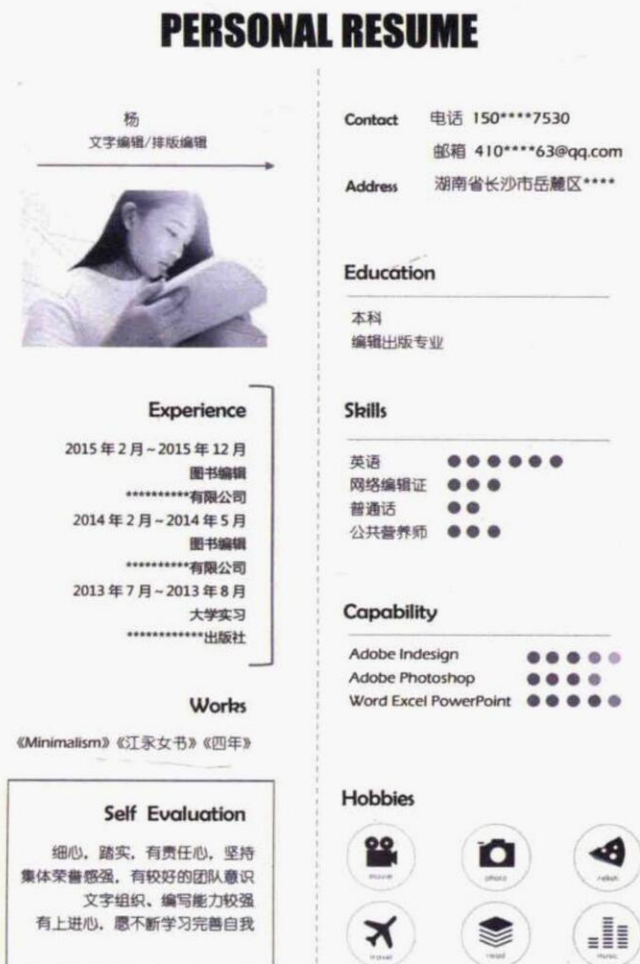 PERSONAL RESUME
杨
文字编辑/排版编辑
Experience
2015年2月~2015年12月
图书编辑
**********有限公司
2014年2月~2014年5月
图书编辑
**********有限公司
2013年7月~2013年8月
大学实习
************出版社
Works
《Minimalism》《江永女书》《四年》
Self Evaluation
细心，踏实，有责任心，坚持
集体荣誉感强，有较好的团队意识
文字组织、编写能力较强
有上进心，愿不断学习完善自我
Contact 电话 150****7530
邮箱 410****63@qq.com
Address 湖南省长沙市岳麓区****
Education
本科
编辑出版专业
Skills
英语
网络编辑证
普通话
公共营养师
Capability
Adobe Indesign
Adobe Photoshop
Word Excel PowerPoint
Hobbies
movie photo relish
travel read music